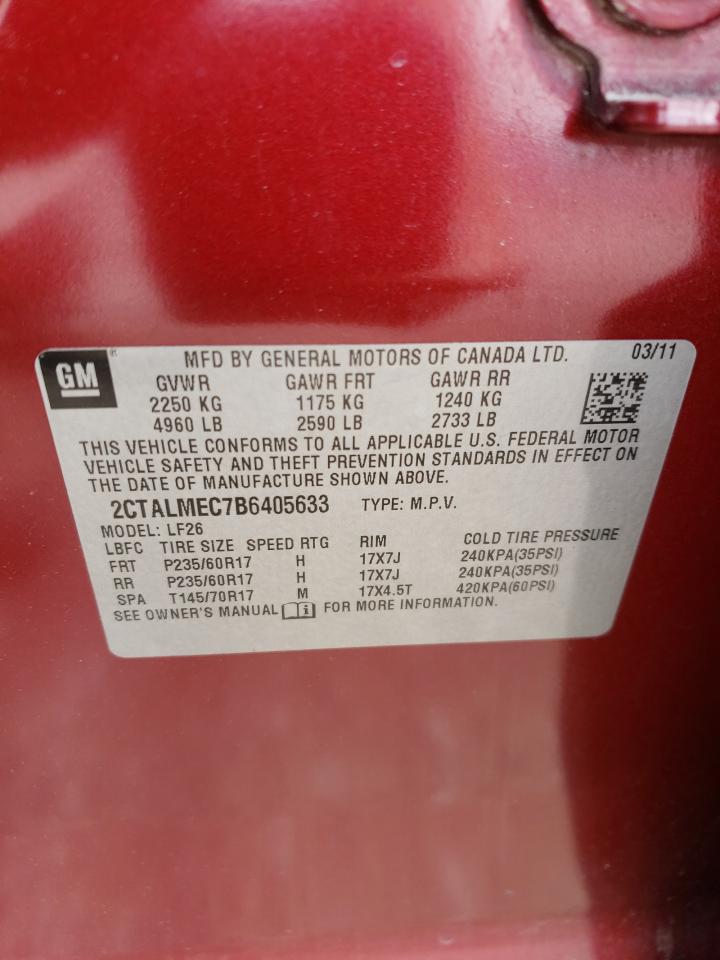 GM ®
MFD BY GENERAL MOTORS OF CANADA LTD. 03/11
GVWR GAWR FRT GAWR RR
2250 KG 1175 KG 1240 KG
4960 LB 2590 LB 2733 LB
THIS VEHICLE CONFORMS TO ALL APPLICABLE U.S. FEDERAL MOTOR
VEHICLE SAFETY AND THEFT PREVENTION STANDARDS IN EFFECT ON
THE DATE OF MANUFACTURE SHOWN ABOVE.
2CTALMEC7B6405633 TYPE: M.P.V.
MODEL: LF26
LBFC TIRE SIZE SPEED RTG RIM COLD TIRE PRESSURE
FRT P235/60R17 H 17X7J 240KPA(35PSI)
RR P235/60R17 H 17X7J 240KPA(35PSI)
SPA T145/70R17 M 17X4.5T 420KPA(60PSI)
SEE OWNER'S MANUAL i FOR MORE INFORMATION.